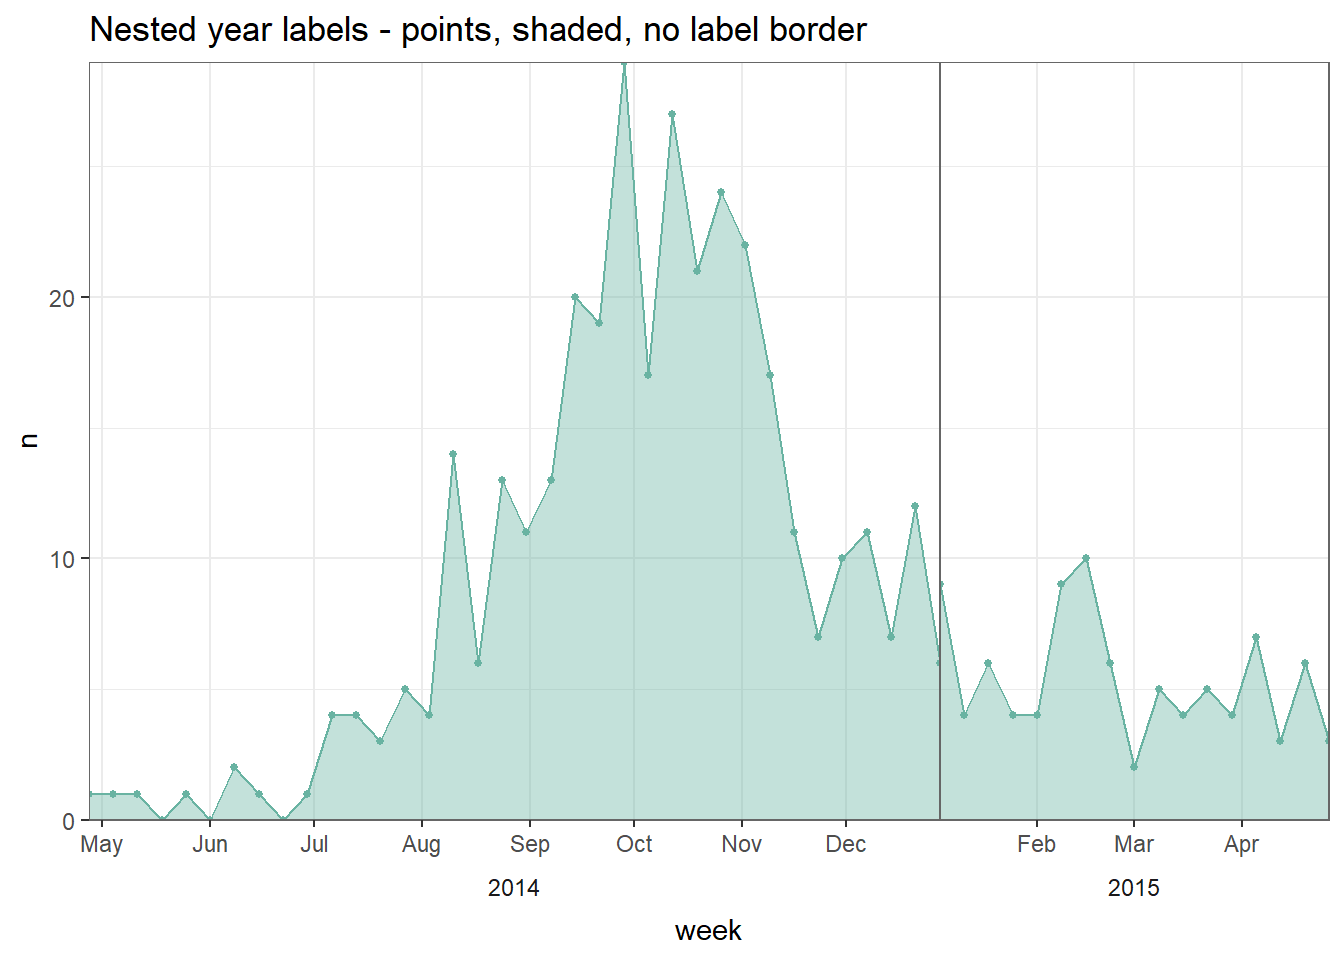 Nested year labels - points, shaded, no label border
n
20
10
0
May Jun Jul Aug Sep Oct Nov Dec Feb Mar Apr
2014 2015
week